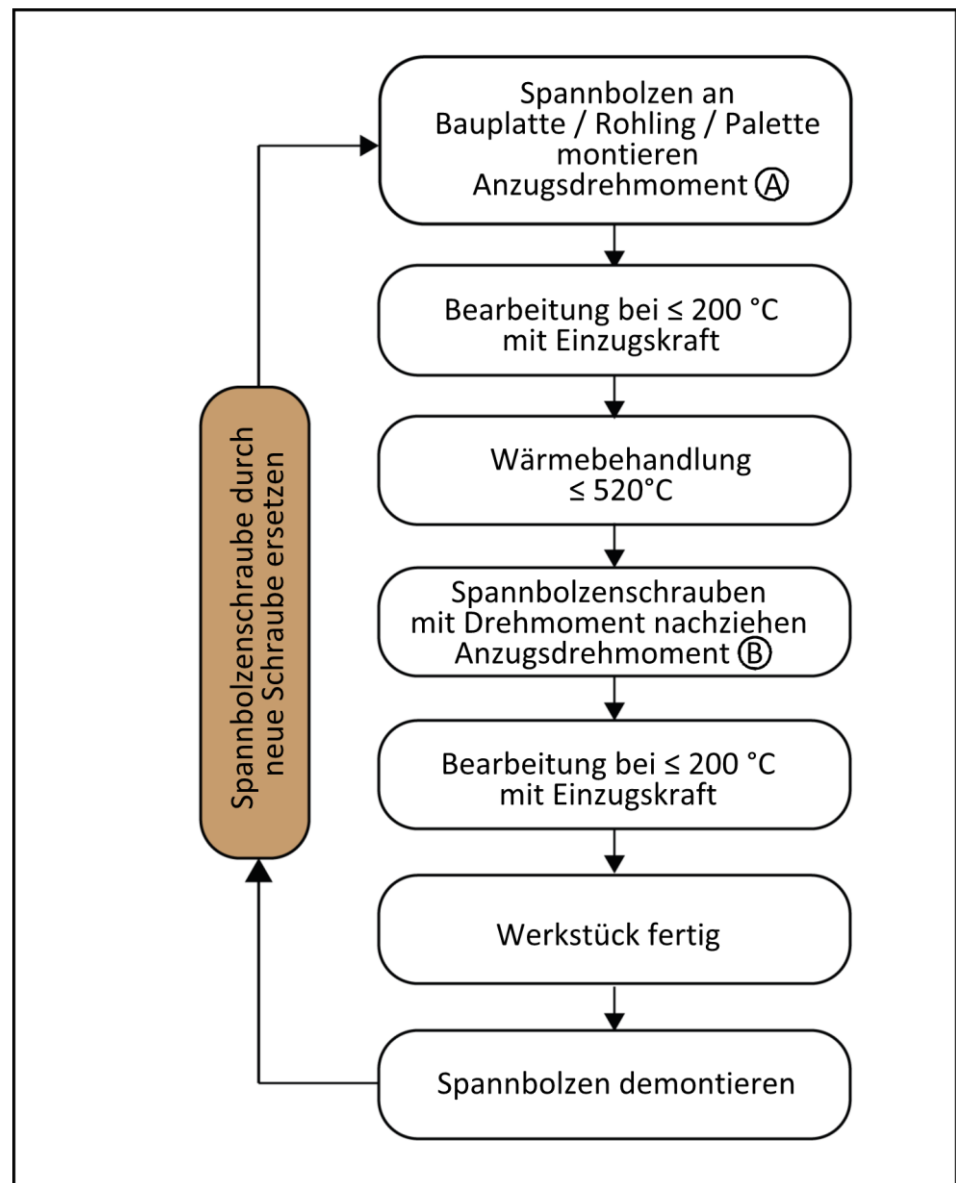 Spannbolzen an
Bauplatte / Rohling / Palette
montieren
Anzugsdrehmoment Ⓐ
Bearbeitung bei ≤ 200 °C
mit Einzugskraft
Wärmebehandlung
≤ 520°C
Spannbolzenschrauben
mit Drehmoment nachziehen
Anzugsdrehmoment Ⓑ
Bearbeitung bei ≤ 200 °C
mit Einzugskraft
Werkstück fertig
Spannbolzen demontieren
Spannbolzenschraube durch
neue Schraube ersetzen